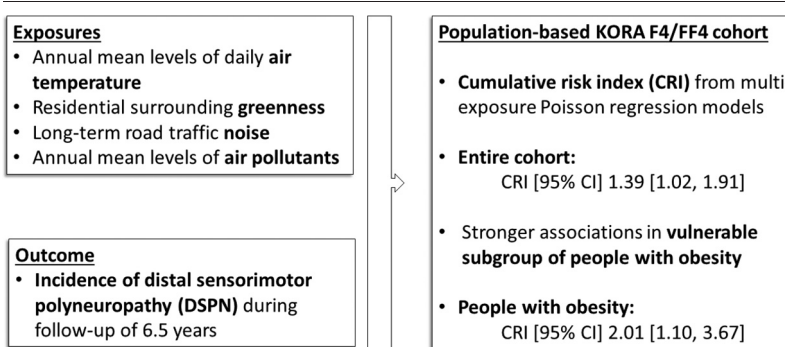 Exposures
• Annual mean levels of daily air
temperature
• Residential surrounding greenness
• Long-term road traffic noise
• Annual mean levels of air pollutants
Outcome
• Incidence of distal sensorimotor
polyneuropathy (DSPN) during
follow-up of 6.5 years
Population-based KORA F4/FF4 cohort
• Cumulative risk index (CRI) from multi
exposure Poisson regression models
• Entire cohort:
CRI [95% CI] 1.39 [1.02, 1.91]
• Stronger associations in vulnerable
subgroup of people with obesity
• People with obesity:
CRI [95% CI] 2.01 [1.10, 3.67]